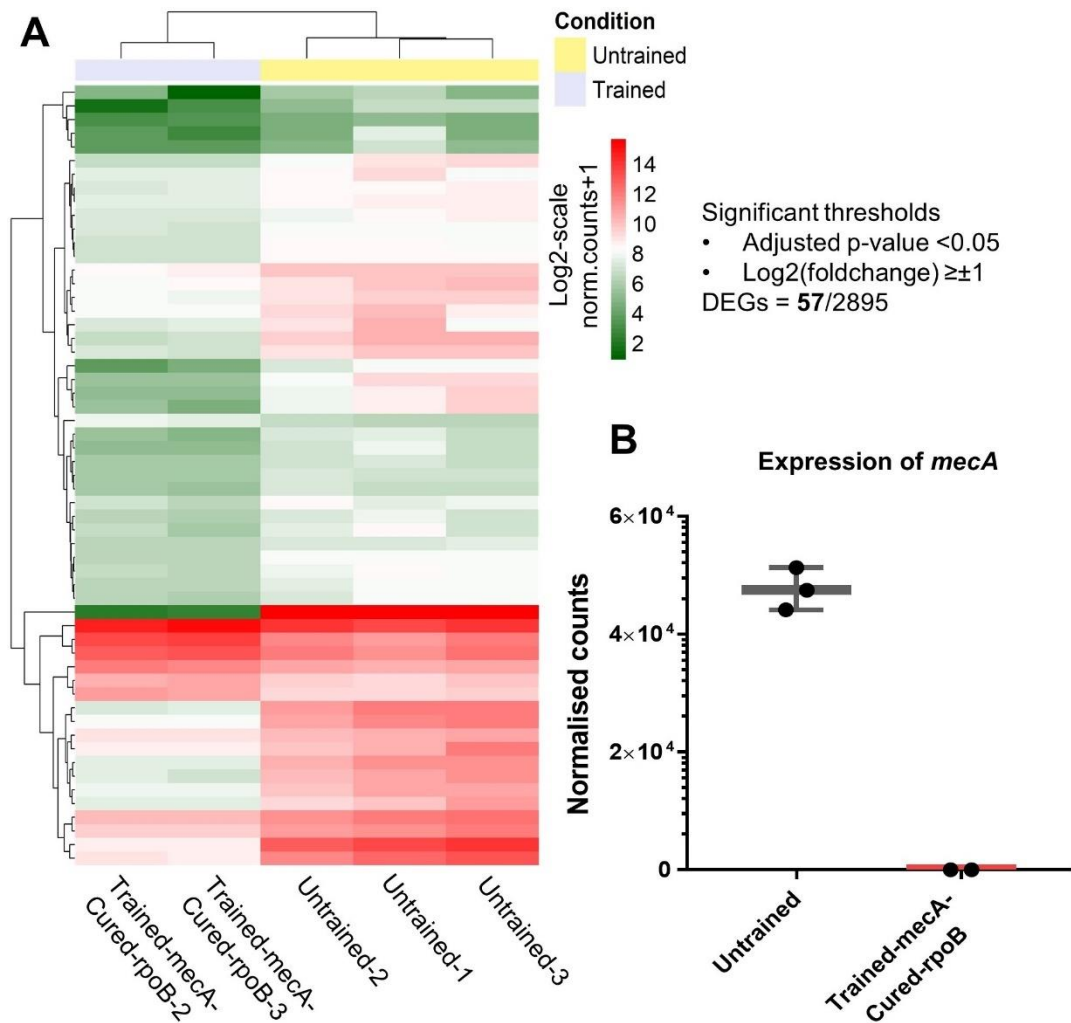 A
Condition
Untrained
Trained
Log2-scale
norm.counts+1
14
12
10
8
6
4
2
Significant thresholds
• Adjusted p-value <0.05
• Log2(foldchange) ≥±1
DEGs = 57/2895
Trained-mecA-
Cured-rpoB-2
Trained-mecA-
Cured-rpoB-3
Untrained-2
Untrained-1
Untrained-3
B
Expression of mecA
Normalised counts
6×10⁴
4×10⁴
2×10⁴
0
Untrained
Trained-mecA-
Cured-rpoB